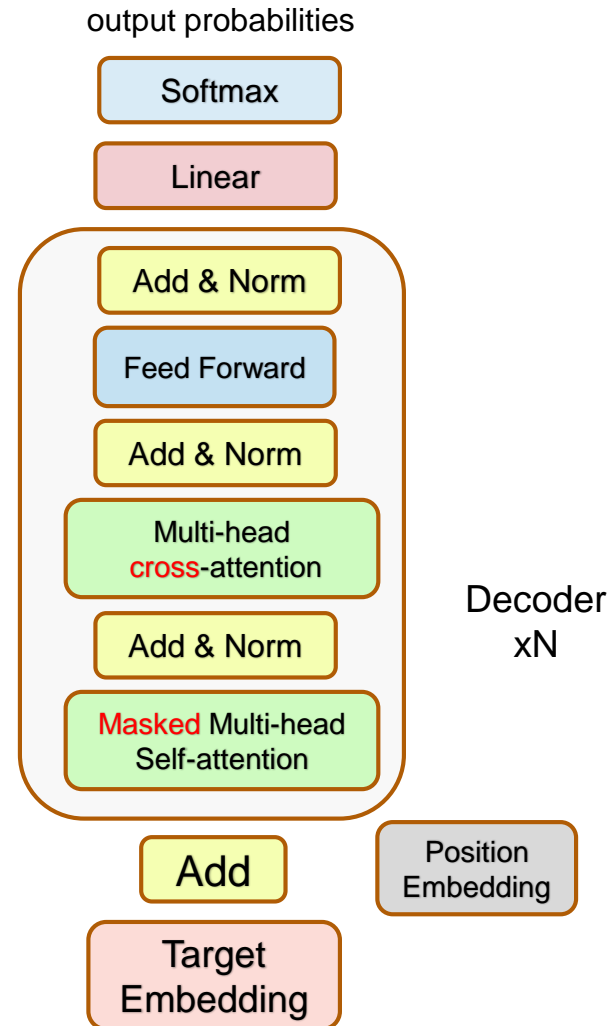 output probabilities
Softmax
Linear
Add & Norm
Feed Forward
Add & Norm
Multi-head
cross-attention
Add & Norm
Masked Multi-head
Self-attention
Decoder
xN
Add
Position
Embedding
Target
Embedding